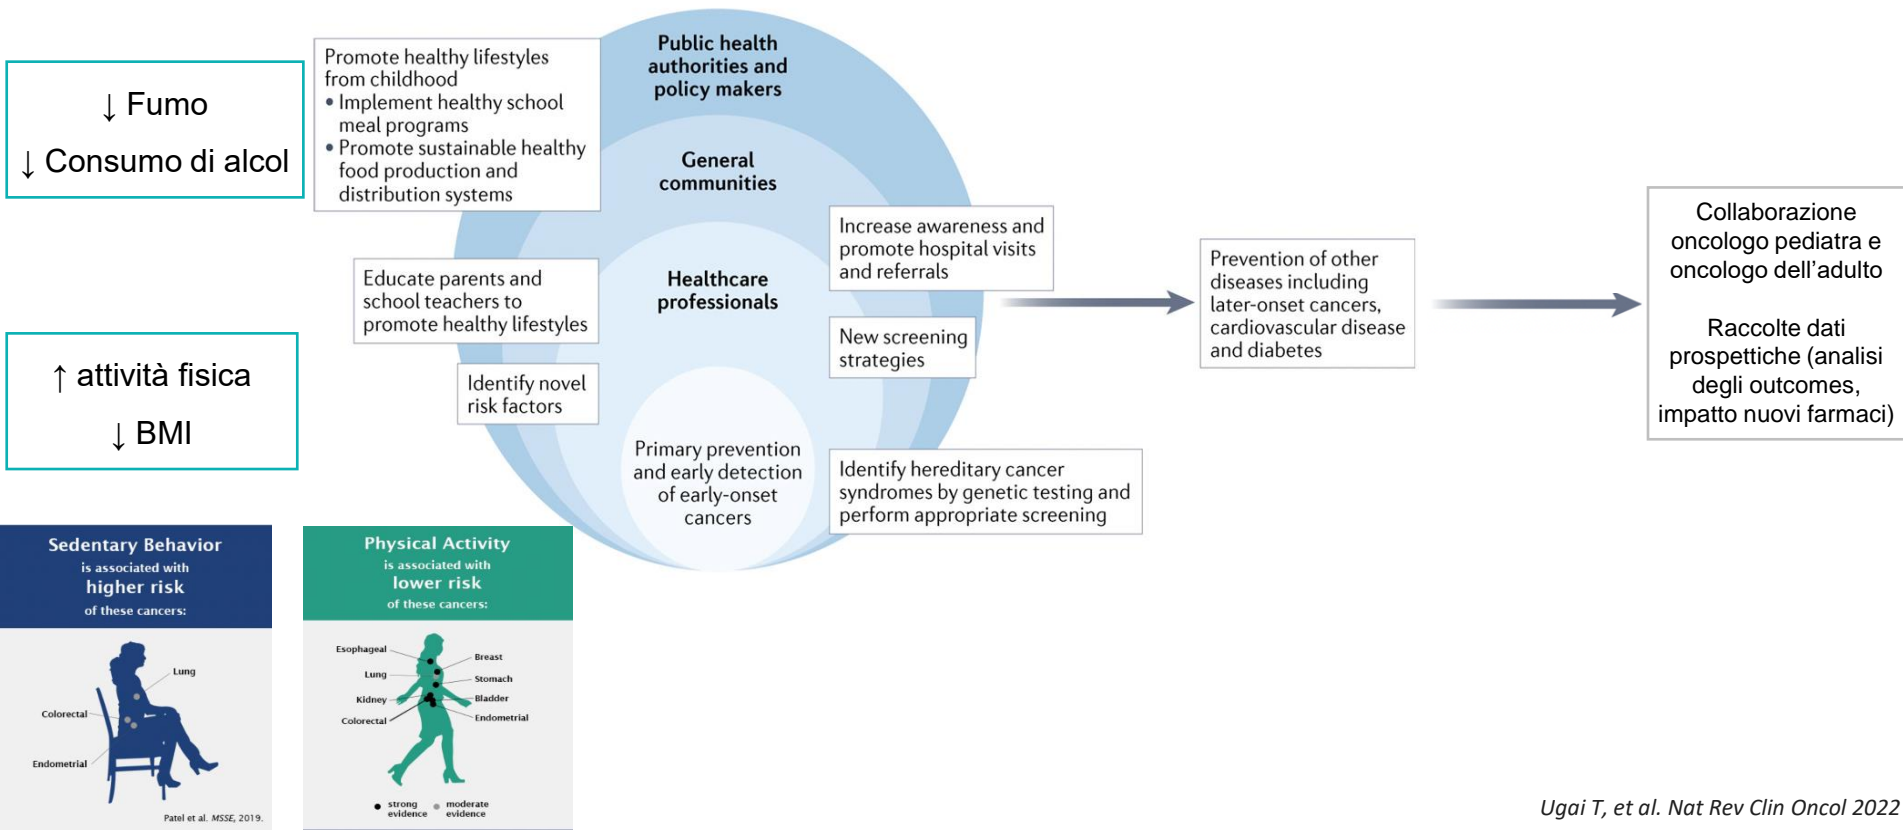 ↓ Fumo
↓ Consumo di alcol
↑ attività fisica
↓ BMI
Promote healthy lifestyles
from childhood
• Implement healthy school
meal programs
• Promote sustainable healthy
food production and
distribution systems
Educate parents and
school teachers to
promote healthy lifestyles
Identify novel
risk factors
Public health
authorities and
policy makers
General
communities
Healthcare
professionals
Primary prevention
and early detection
of early-onset
cancers
Increase awareness and
promote hospital visits
and referrals
New screening
strategies
Identify hereditary cancer
syndromes by genetic testing and
perform appropriate screening
Prevention of other
diseases including
later-onset cancers,
cardiovascular disease
and diabetes
Collaborazione
oncologo pediatra e
oncologo dell'adulto
Raccolte dati
prospettiche (analisi
degli outcomes,
impatto nuovi farmaci)
Sedentary Behavior
is associated with
higher risk
of these cancers:
Lung
Colorectal
Endometrial
Patel et al. MSSE, 2019.
Physical Activity
is associated with
lower risk
of these cancers:
Esophageal
Breast
Lung
Stomach
Kidney
Bladder
Colorectal
Endometrial
● strong
evidence
● moderate
evidence
Ugai T, et al. Nat Rev Clin Oncol 2022